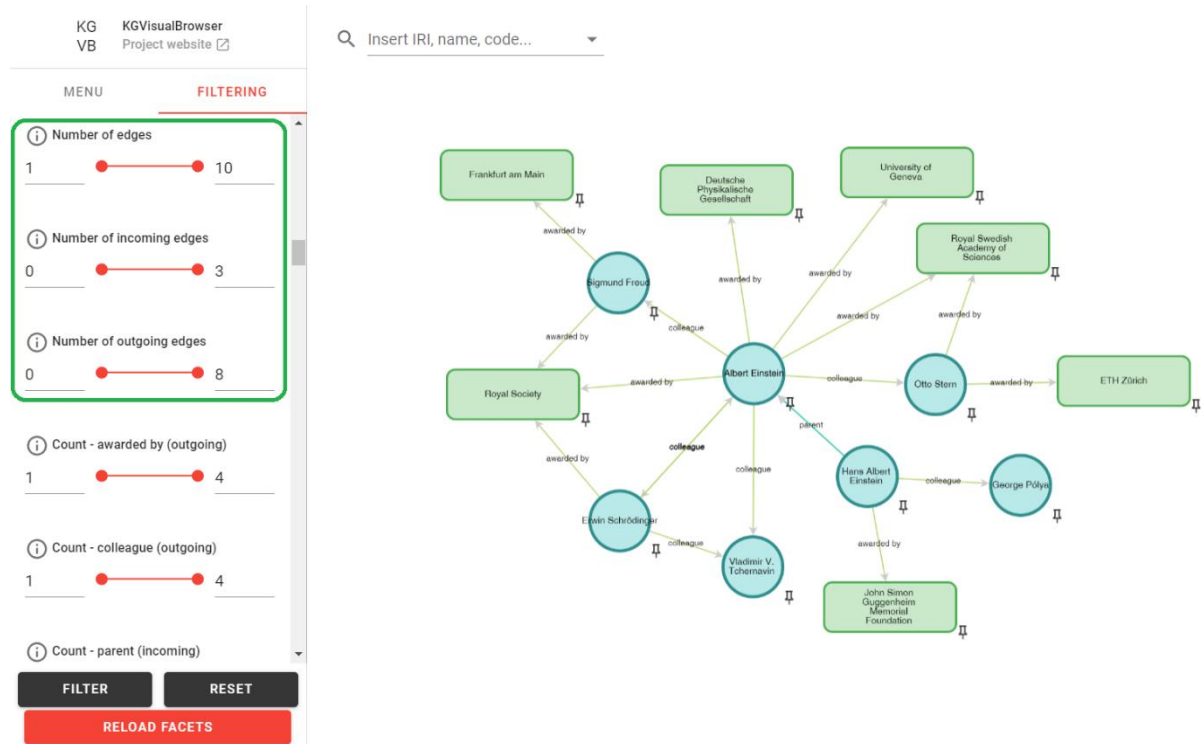 KG
VB
KGVisualBrowser
Project website
Insert IRI, name, code...
MENU
FILTERING
Number of edges
1
10
Number of incoming edges
0
3
Number of outgoing edges
0
8
Count - awarded by (outgoing)
1
4
Count - colleague (outgoing)
1
4
Count - parent (incoming)
FILTER
RESET
RELOAD FACETS
Frankfurt am Main
Deutsche
Physikalische
Gesellschaft
University of
Geneva
Royal Swedish
Academy of
Sciences
awarded by
Sigmund Freud
awarded by
awarded by
awarded by
awarded by
awarded by
colleague
Albert Einstein
Royal Society
awarded by
colleague
Otto Stern
awarded by
ETH Zürich
parent
awarded by
colleague
colleague
Hans Albert
Einstein
colleague
George Pólya
Erwin Schrödinger
colleague
Vladimir V.
Tchernavin
awarded by
John Simon
Guggenheim
Memorial
Foundation